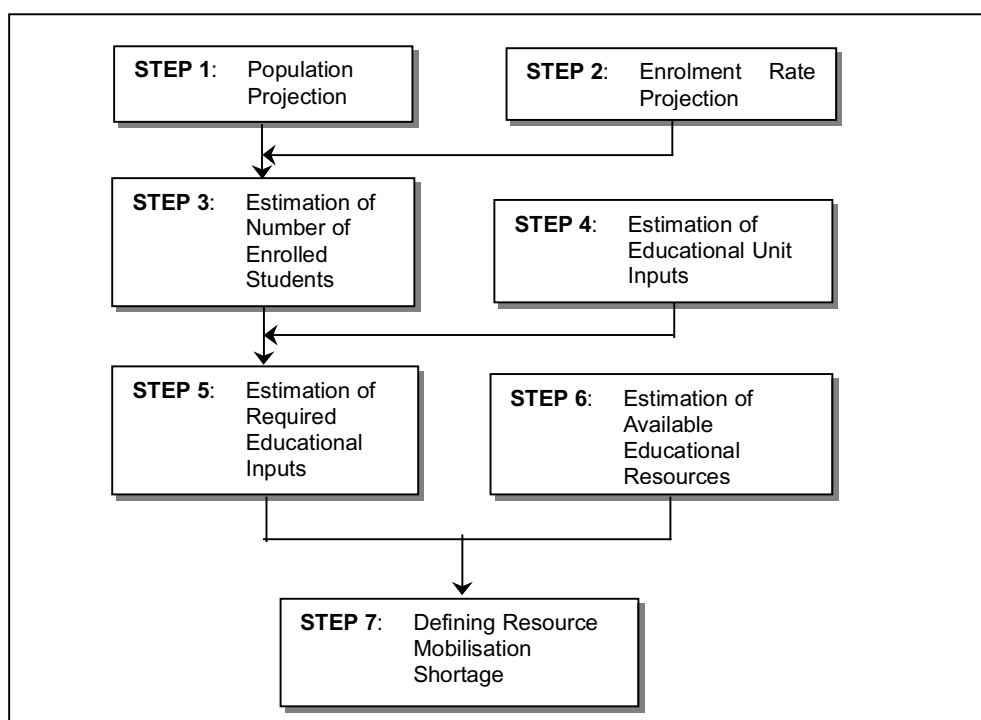 STEP 1: Population
Projection
STEP 2: Enrolment Rate
Projection
STEP 3: Estimation of
Number of
Enrolled
Students
STEP 4: Estimation of
Educational Unit
Inputs
STEP 5: Estimation of
Required
Educational
Inputs
STEP 6: Estimation of
Available
Educational
Resources
STEP 7: Defining Resource
Mobilisation
Shortage